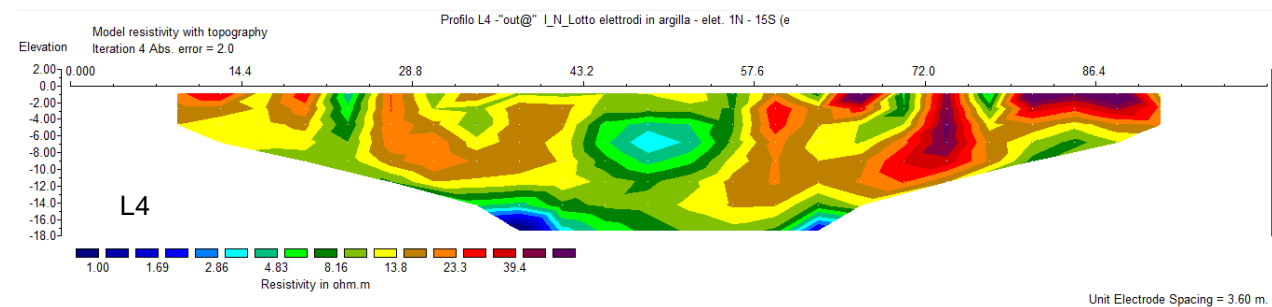 Profilo L4 -"out@" I_N_Lotto elettrodi in argilla - elet. 1N - 15S (e
Model resistivity with topography
Elevation Iteration 4 Abs. error = 2.0
2.00 0.000 14.4 28.8 43.2 57.6 72.0 86.4
0.0
-2.00
-4.00
-6.00
-8.00
-10.0
-12.0
-14.0
-16.0
-18.0
L4
1.00 1.69 2.86 4.83 8.16 13.8 23.3 39.4
Resistivity in ohm.m
Unit Electrode Spacing = 3.60 m.